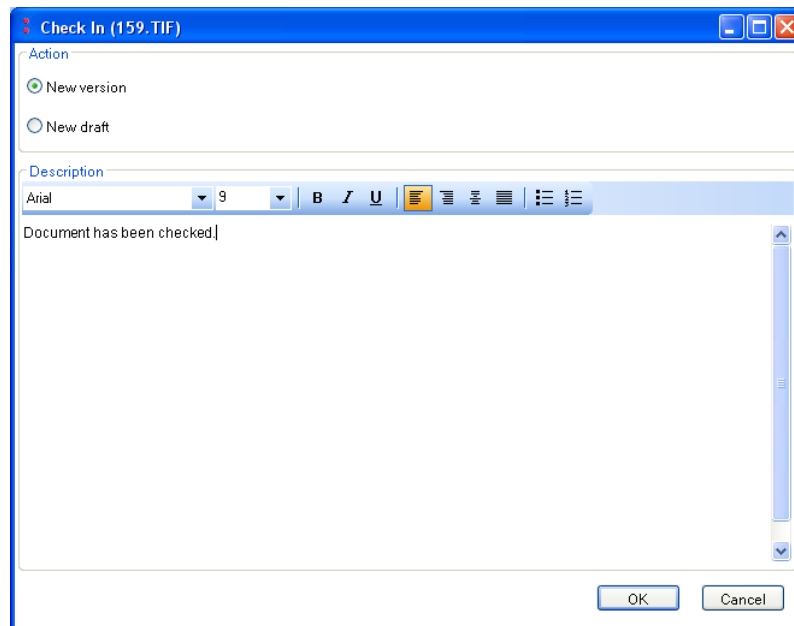 Check In (159.TIF)
Action
New version
New draft
Description
Arial 9 B I U
Document has been checked.
OK Cancel